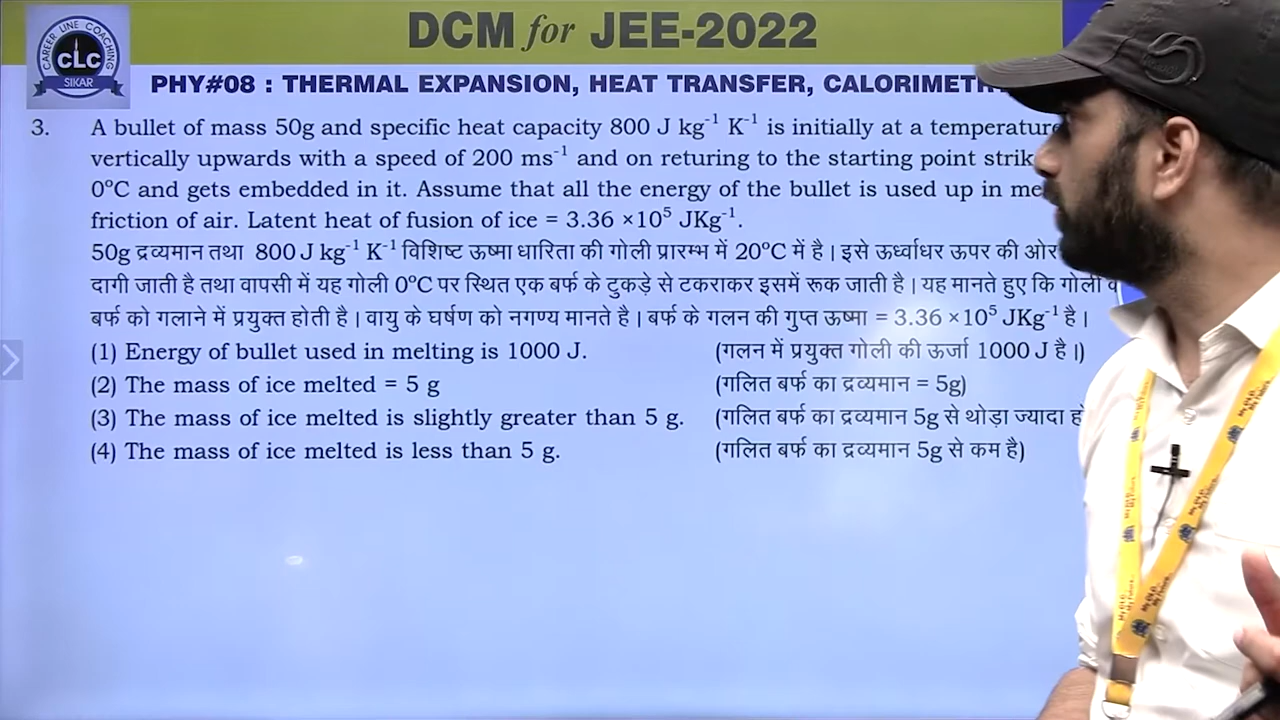 DCM for JEE-2022
CAREER LINE COACHING
CLC
SIKAR
PHY#08 : THERMAL EXPANSION, HEAT TRANSFER,
3. A bullet of mass 50g and specific heat capacity 800 J kg⁻¹ K⁻¹ is initially at a temperature
vertically upwards with a speed of 200 ms⁻¹ and on returing to the starting point
0ºC and gets embedded in it. Assume that all the energy of the bullet is used up in
friction of air. Latent heat of fusion of ice = 3.36 ×10⁵ JKg⁻¹.
50g द्रव्यमान तथा 800 J kg⁻¹ K⁻¹ विशिष्ट ऊष्मा धारिता की गोली प्रारम्भ में 20ºC में है। इसे ऊर्ध्वाधर ऊपर की ओर
दागी जाती है तथा वापसी में यह गोली 0ºC पर स्थित एक बर्फ के टुकड़े से टकराकर इसमें रूक जाती है। यह मानते हुए कि गोली
बर्फ को गलाने में प्रयुक्त होती है। वायु के घर्षण को नगण्य मानते है। बर्फ के गलन की गुप्त ऊष्मा = 3.36 ×10⁵ JKg⁻¹ है।
(1) Energy of bullet used in melting is 1000 J. (गलन में प्रयुक्त गोली की ऊर्जा 1000 J है।)
(2) The mass of ice melted = 5 g (गलित बर्फ का द्रव्यमान = 5g)
(3) The mass of ice melted is slightly greater than 5 g. (गलित बर्फ का द्रव्यमान 5g से थोड़ा ज्यादा
(4) The mass of ice melted is less than 5 g. (गलित बर्फ का द्रव्यमान 5g से कम है)